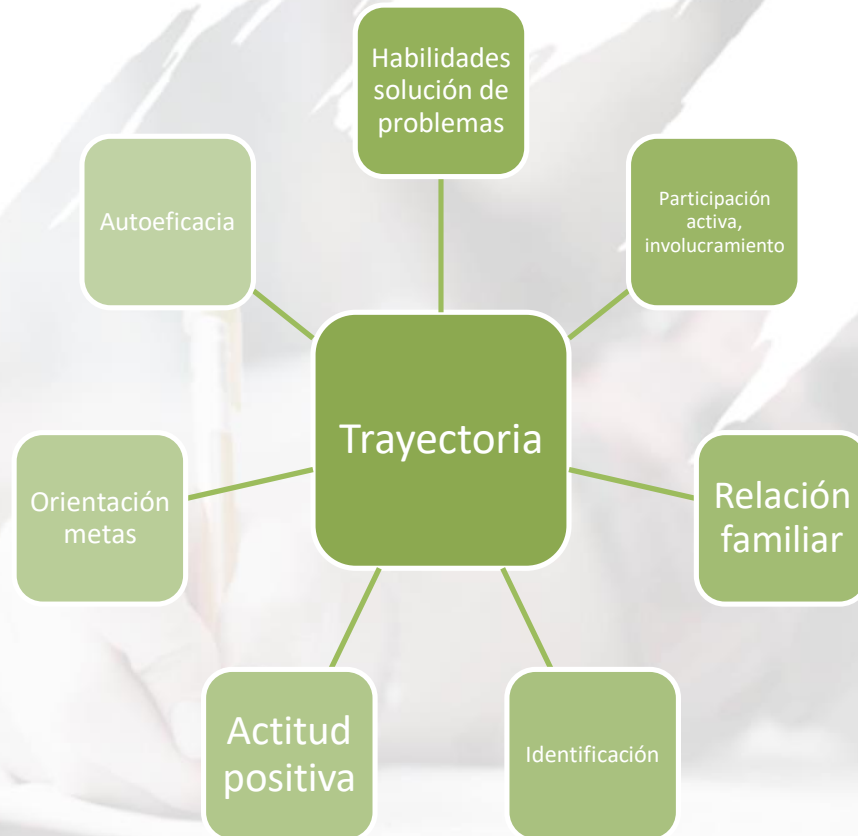 Habilidades
solución de
problemas
Participación
activa,
involucramiento
Relación
familiar
Identificación
Actitud
positiva
Orientación
metas
Autoeficacia
Trayectoria